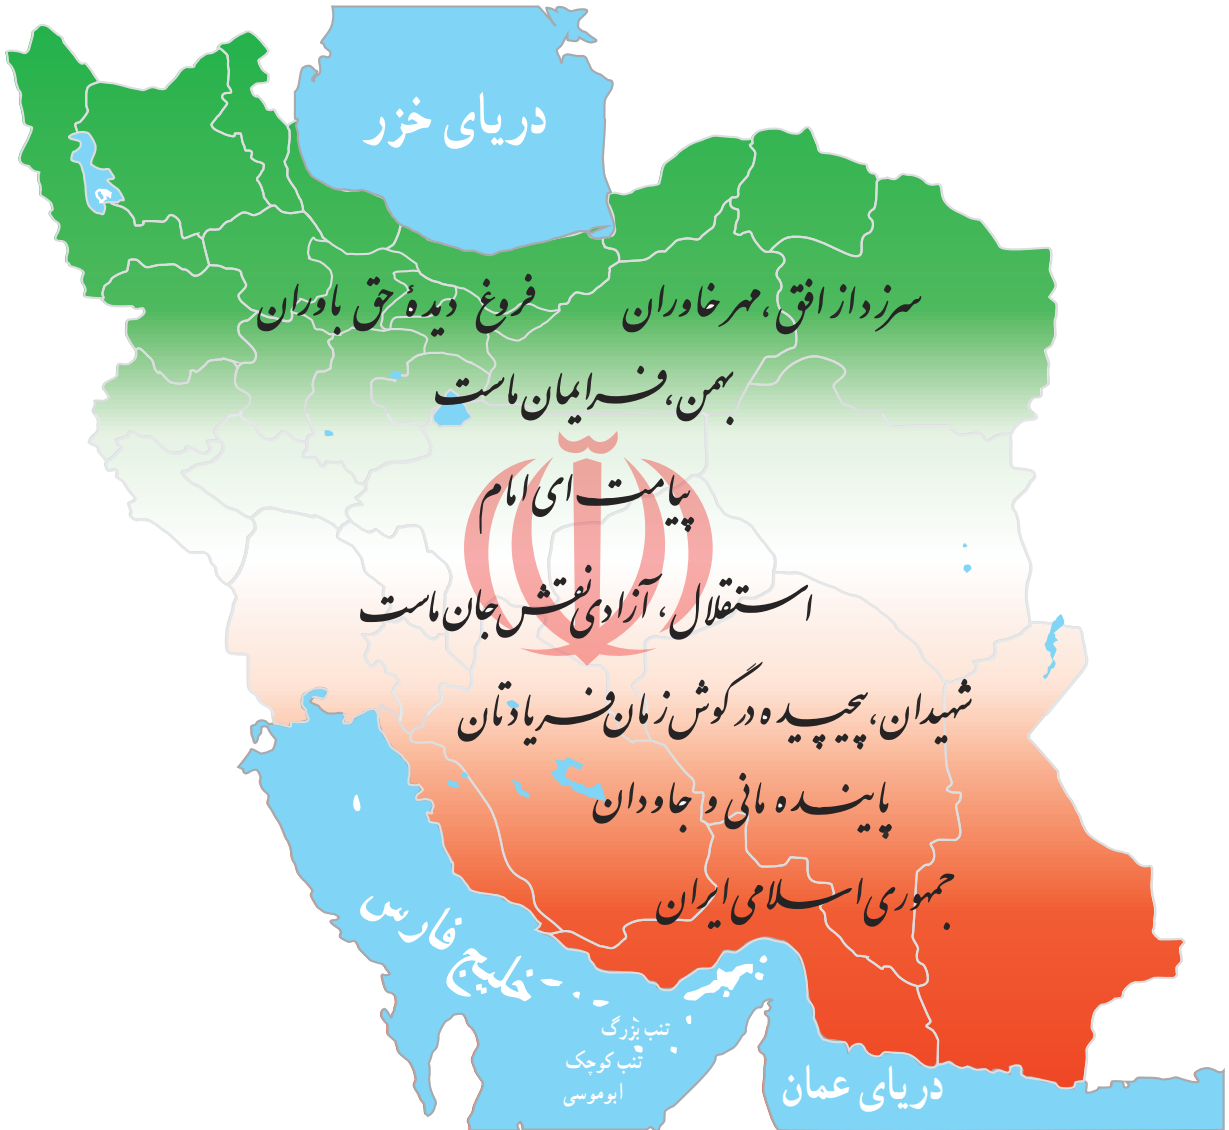 دریای خزر
سر زد از افق، مهر خاوران فروغ دیدهٔ حق باوران
بهمن، فر ایمان ماست
پیامت ای امام
استقلال، آزادی نقش جان ماست
شهیدان، پیچیده در گوش زمان فریادتان
پاینده مانی و جاودان
جمهوری اسلامی ایران
خلیج فارس
تنب بزرگ
تنب کوچک
ابوموسی
دریای عمان